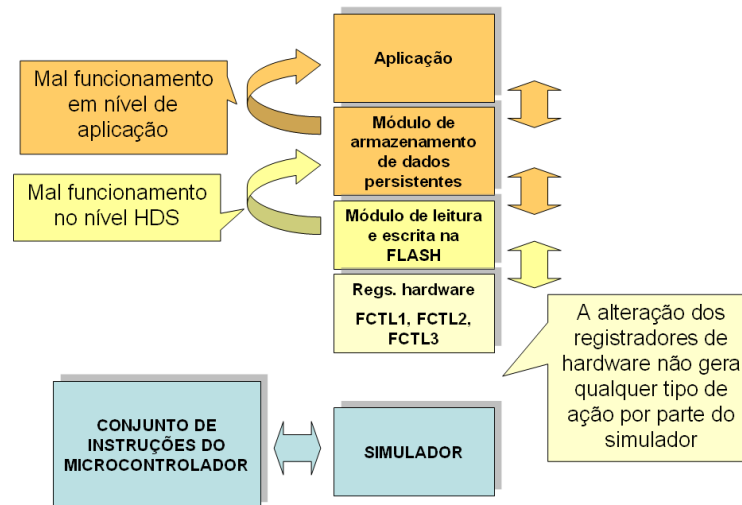 Mal funcionamento
em nível de
aplicação
Aplicação
Módulo de
armazenamento
de dados
persistentes
Mal funcionamento
no nível HDS
Módulo de leitura
e escrita na
FLASH
Regs. hardware
FCTL1, FCTL2,
FCTL3
A alteração dos
registradores de
hardware não gera
qualquer tipo de
ação por parte do
simulador
CONJUNTO DE
INSTRUÇÕES DO
MICROCONTROLADOR
SIMULADOR